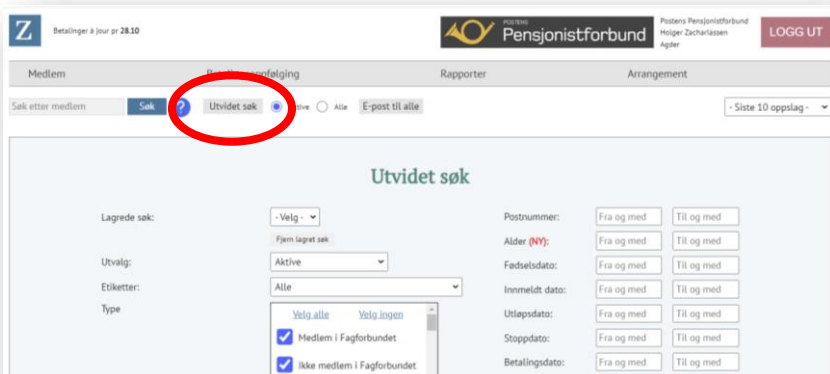 Z
Betalinger à jour pr 28.10
POSTENS
Pensjonistforbund
Postens Pensjonistforbund
Holger Zacharlassen
Agder
LOGG UT
Medlem
Rapporter
Arrangement
Søk etter medlem
Søk
?
Utvidet søk
Alle
E-post til alle
- Siste 10 oppslag -
Utvidet søk
Lagrede søk:
- Velg -
Fjern lagret søk
Utvalg:
Aktive
Etiketter:
Alle
Type
Velg alle
Velg ingen
Medlem i Fagforbundet
Ikke medlem i Fagforbundet
Postnummer:
Fra og med
Til og med
Alder (NY):
Fra og med
Til og med
Fødselsdato:
Fra og med
Til og med
Innmeldt dato:
Fra og med
Til og med
Utløpsdato:
Fra og med
Til og med
Stoppdato:
Fra og med
Til og med
Betalingsdato:
Fra og med
Til og med